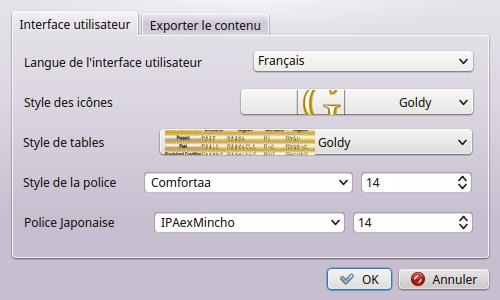 Interface utilisateur
Exporter le contenu
Langue de l'interface utilisateur
Français
Style des icônes
Goldy
Style de tables
Goldy
Style de la police
Comfortaa
14
Police Japonaise
IPAexMincho
14
OK
Annuler